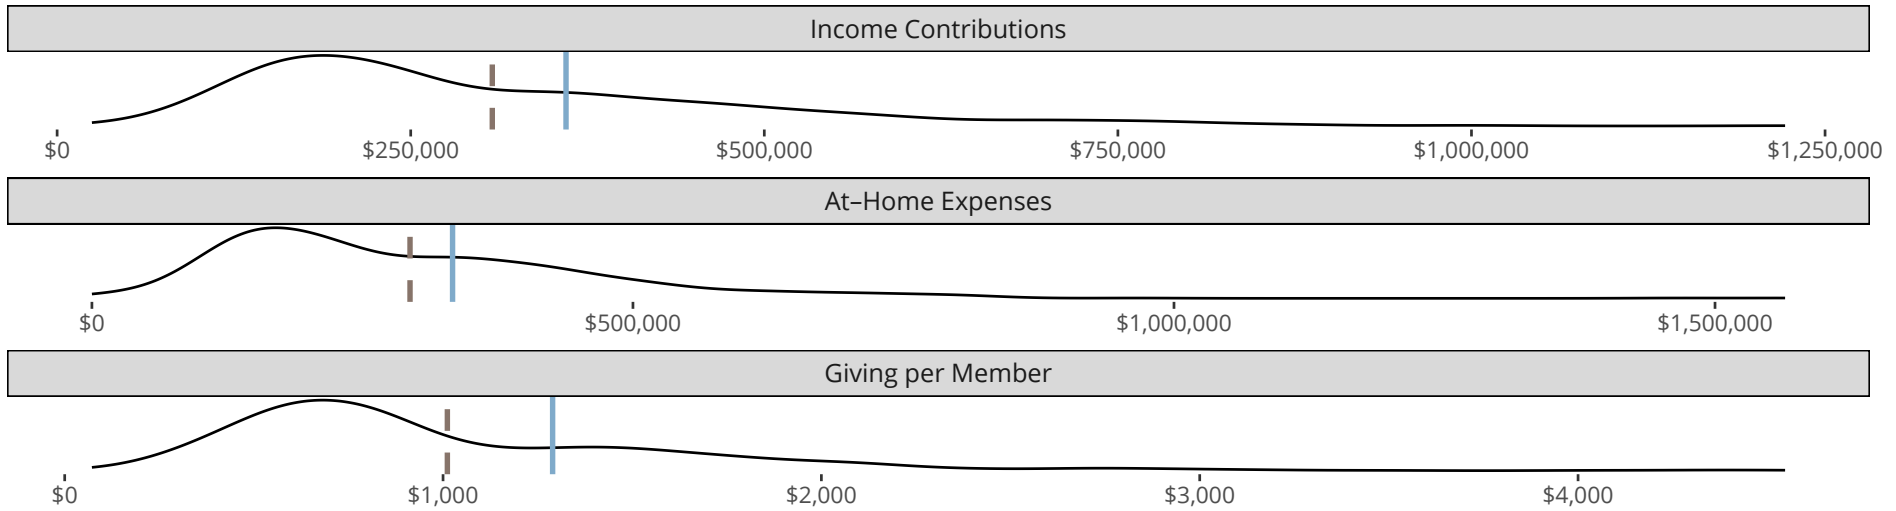 Income Contributions
$0 $250,000 $500,000 $750,000 $1,000,000 $1,250,000
At–Home Expenses
$0 $500,000 $1,000,000 $1,500,000
Giving per Member
$0 $1,000 $2,000 $3,000 $4,000